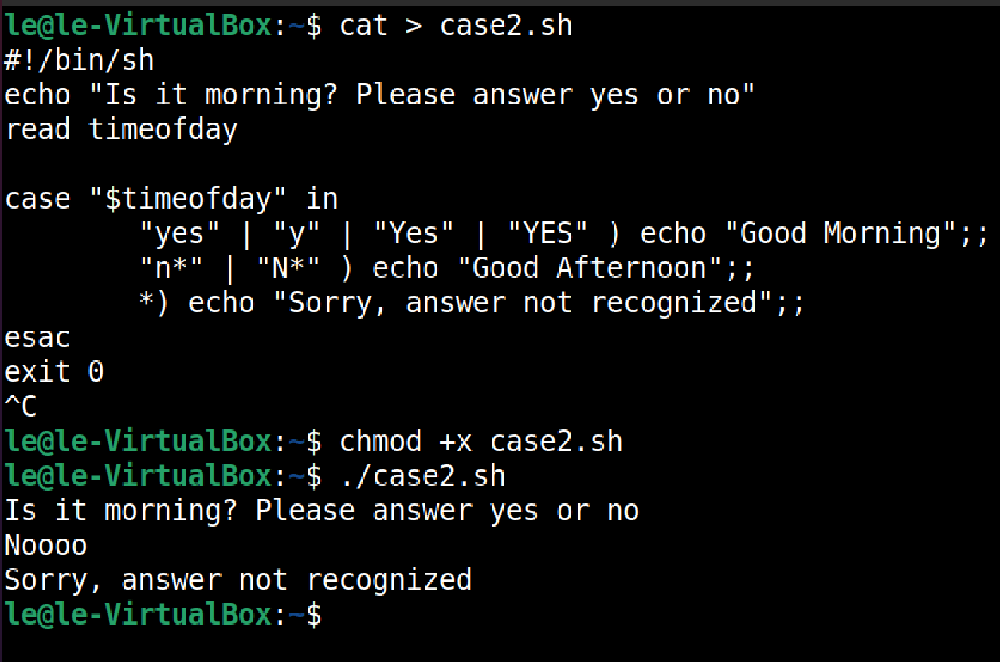 le@le-VirtualBox:~$ cat > case2.sh
#!/bin/sh
echo "Is it morning? Please answer yes or no"
read timeofday

case "$timeofday" in
        "yes" | "y" | "Yes" | "YES" ) echo "Good Morning";;
        "n*" | "N*" ) echo "Good Afternoon";;
        *) echo "Sorry, answer not recognized";;
esac
exit 0
^C
le@le-VirtualBox:~$ chmod +x case2.sh
le@le-VirtualBox:~$ ./case2.sh
Is it morning? Please answer yes or no
Noooo
Sorry, answer not recognized
le@le-VirtualBox:~$